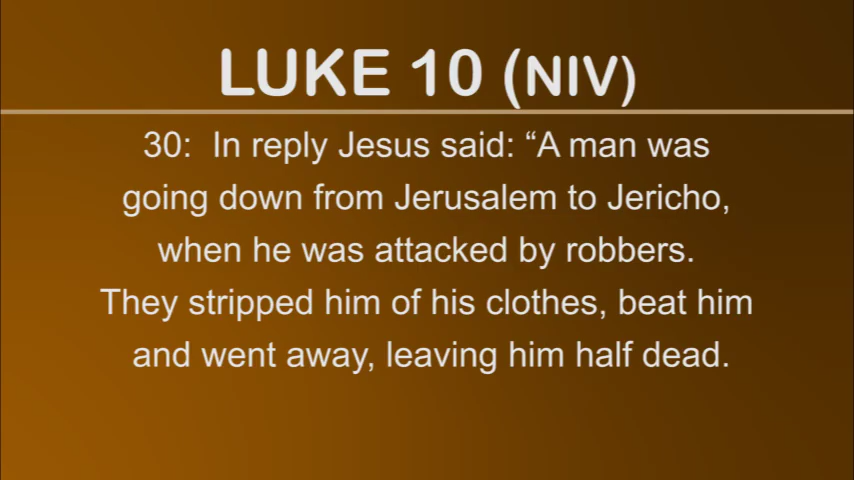 LUKE 10 (NIV)
30:  In reply Jesus said: “A man was
going down from Jerusalem to Jericho,
when he was attacked by robbers.
They stripped him of his clothes, beat him
and went away, leaving him half dead.